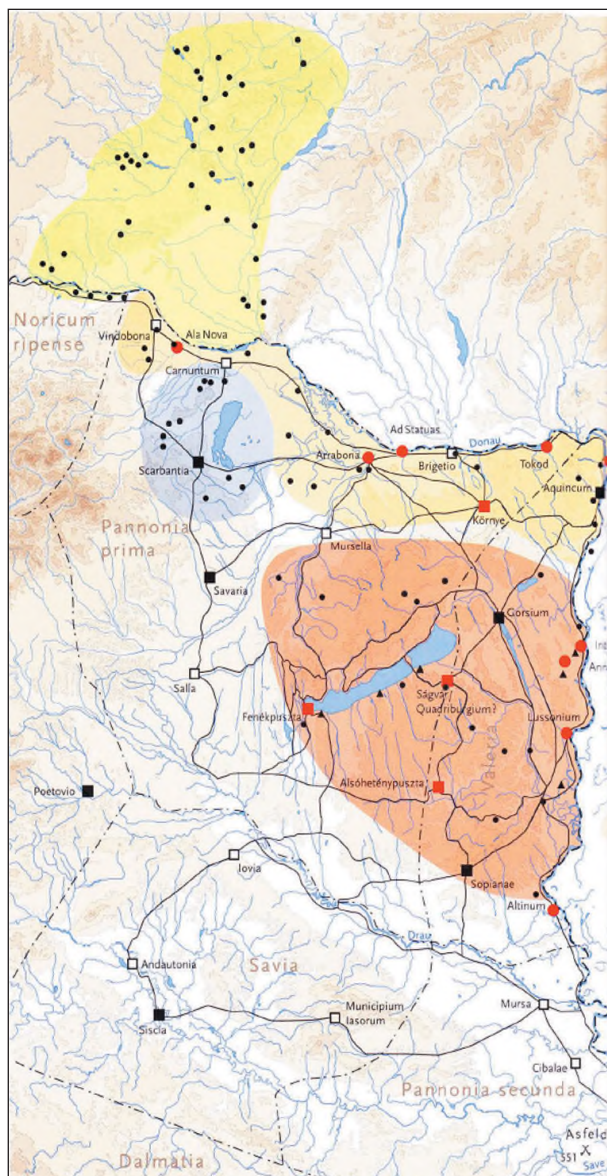 Noricum
ripense
Vindobona
Ala Nova
Carnuntum
Ad Statuas
Donau
Arrabona
Brigetio
Tokod
Scarbantia
Aquincum
Környe
Pannonia
prima
Mursella
Savaria
Gorsium
Salla
Ságvár
Quadriburgium?
Fenékpuszta
Lussonium
Valeria
Alsóheténypuszta
Poetovio
Iovia
Sopianae
Altinum
Drau
Andautonia
Savia
Siscia
Municipium
Iasorum
Mursa
Cibalae
Pannonia secunda
Asfeld
351 X
Dalmatia